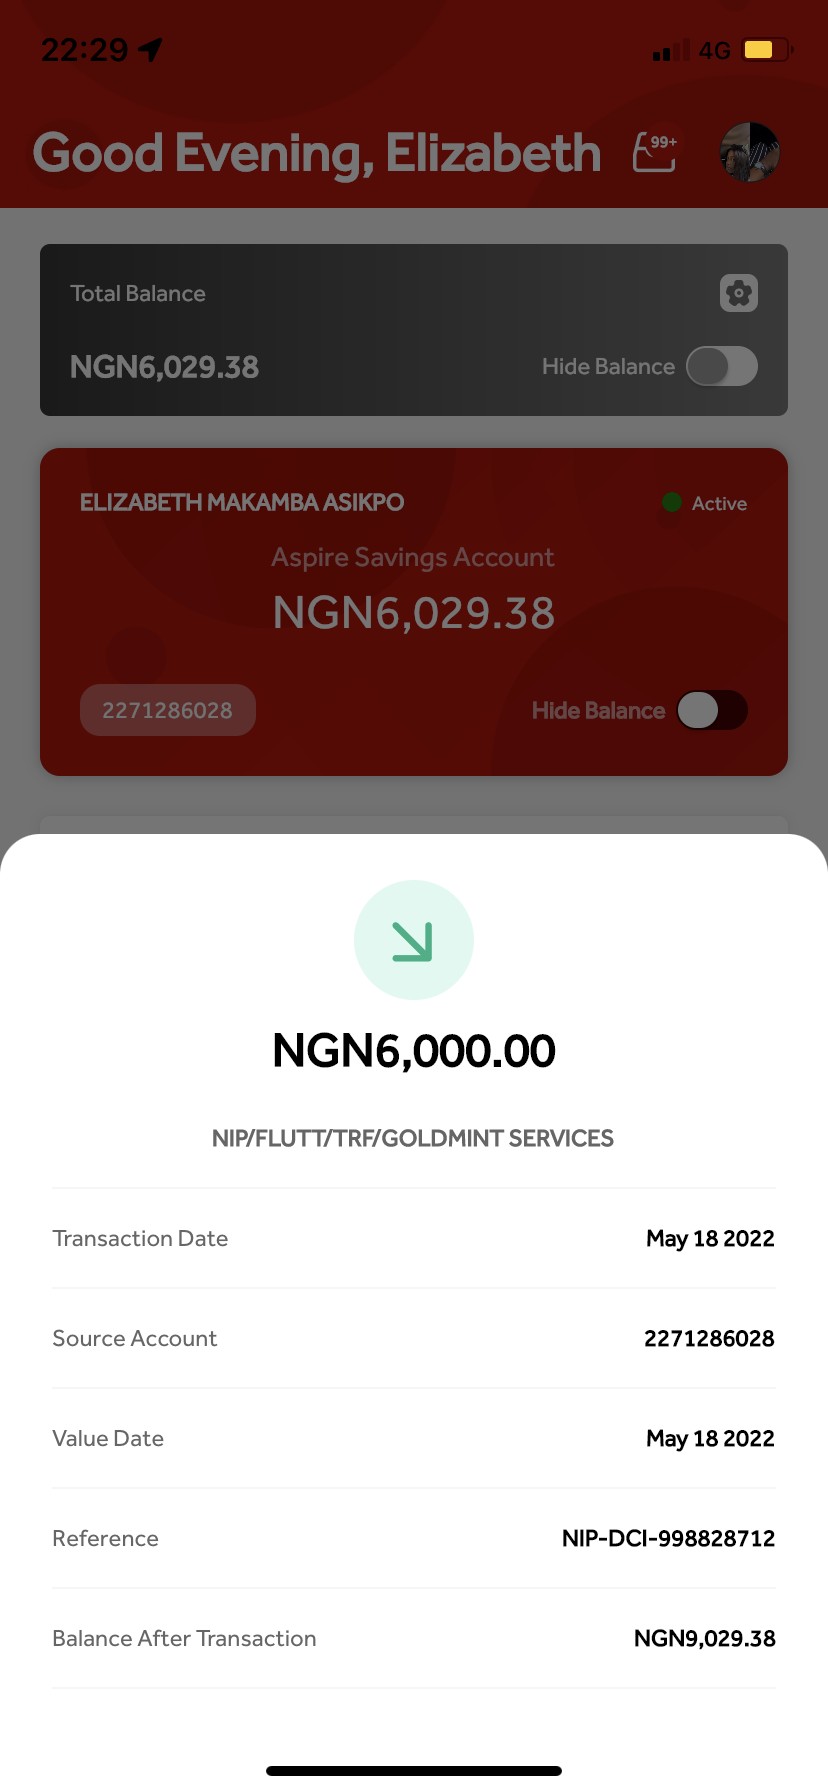 22:29
4G
Good Evening, Elizabeth
99+
Total Balance
NGN6,029.38
Hide Balance
ELIZABETH MAKAMBA ASIKPO
Active
Aspire Savings Account
NGN6,029.38
2271286028
Hide Balance
NGN6,000.00
NIP/FLUTT/TRF/GOLDMINT SERVICES
Transaction Date May 18 2022
Source Account 2271286028
Value Date May 18 2022
Reference NIP-DCI-998828712
Balance After Transaction NGN9,029.38